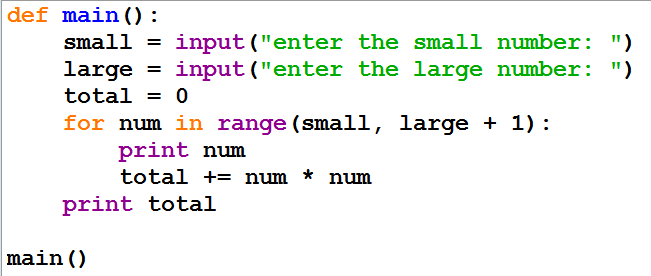 def main():
    small = input("enter the small number: ")
    large = input("enter the large number: ")
    total = 0
    for num in range(small, large + 1):
        print num
        total += num * num
    print total
main()